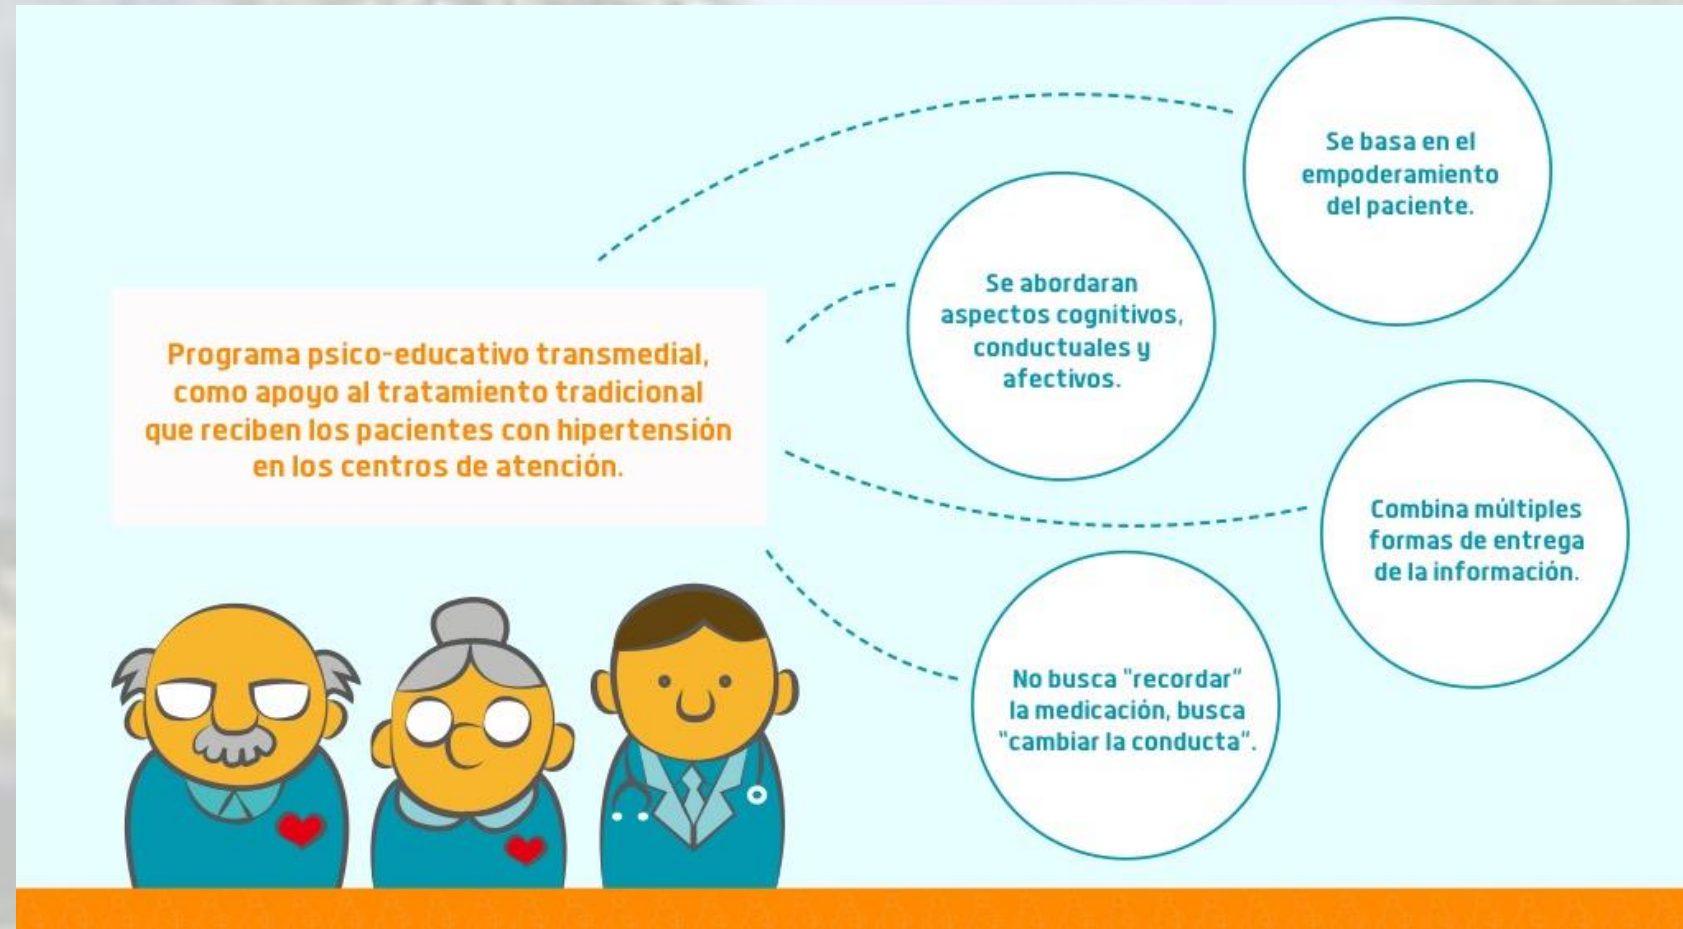 Programa psico-educativo transmedial,
como apoyo al tratamiento tradicional
que reciben los pacientes con hipertensión
en los centros de atención.
Se basa en el
empoderamiento
del paciente.
Se abordaran
aspectos cognitivos,
conductuales y
afectivos.
Combina múltiples
formas de entrega
de la información.
No busca "recordar"
la medicación, busca
"cambiar la conducta".